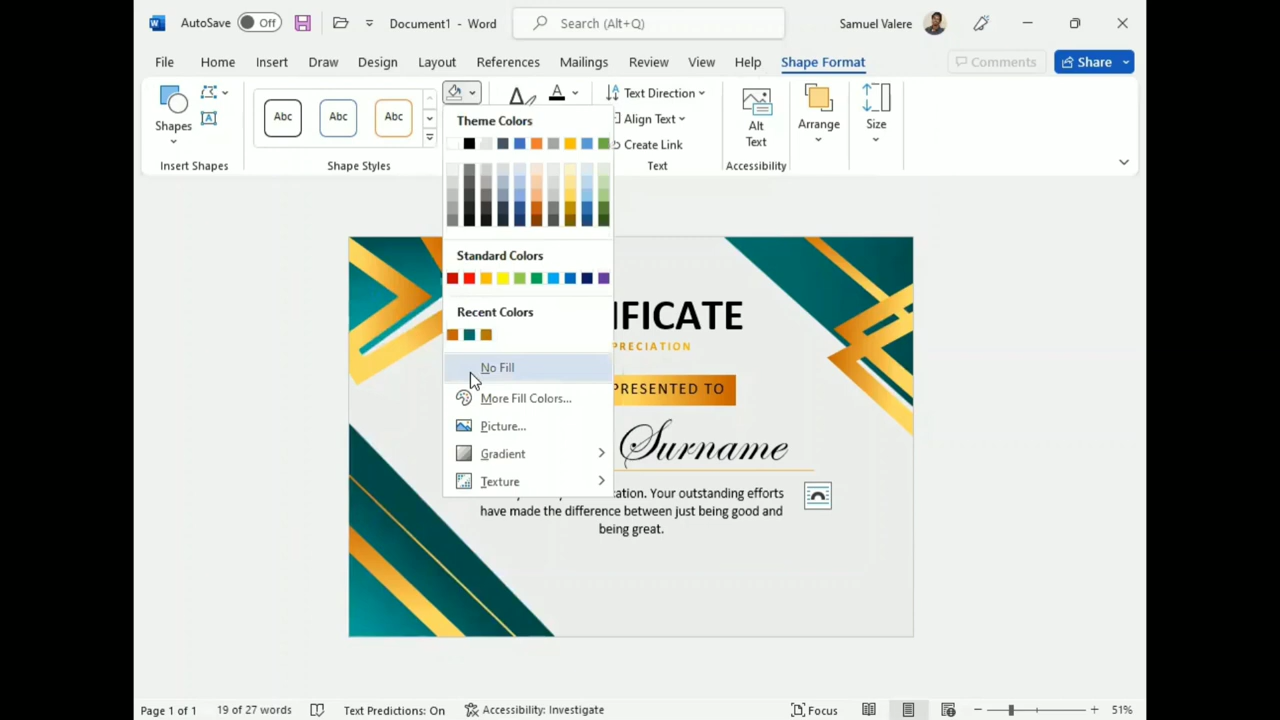 AutoSave Off Document1 - Word Search (Alt+Q) Samuel Valere
File Home Insert Draw Design Layout References Mailings Review View Help Shape Format Comments Share
Shapes
Insert Shapes
Abc Abc Abc
Shape Styles
A A
Text Direction
Align Text
Create Link
Text
Alt
Text
Accessibility
Arrange
Size
Theme Colors
Standard Colors
Recent Colors
No Fill
More Fill Colors...
Picture...
Gradient
Texture
IFICATE
PRECIATION
PRESENTED TO
Surname
ation. Your outstanding efforts
have made the difference between just being good and
being great.
Page 1 of 1 19 of 27 words Text Predictions: On Accessibility: Investigate Focus 51%